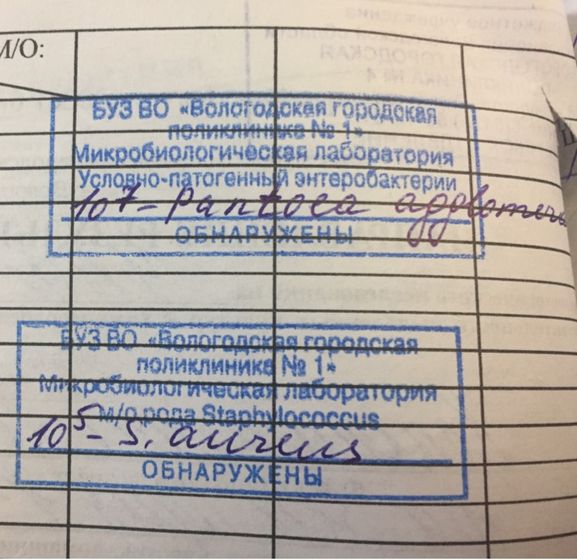 М/О:
БУЗ ВО «Вологодская городская
поликлиника № 1»
Микробиологическая лаборатория
Условно-патогенный энтеробактерии
10⁷- Pantoea
ОБНАРУЖЕНЫ
БУЗ ВО «Вологодская городская
поликлиника № 1»
Микробиологическая лаборатория
м/о рода Staphylococcus
10⁵- S. aureus
ОБНАРУЖЕНЫ